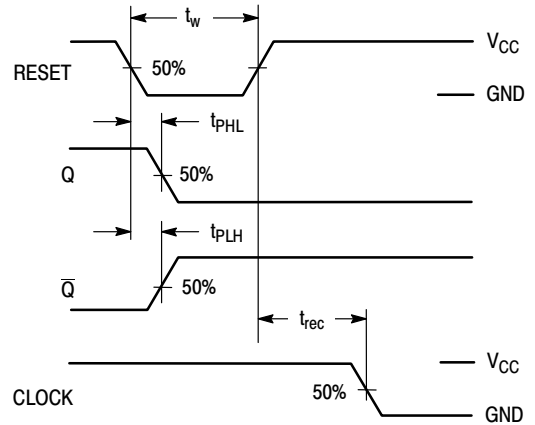 t_w
V_CC
RESET
50%
GND
t_PHL
Q
50%
t_PLH
Q̅
50%
t_rec
V_CC
CLOCK
50%
GND